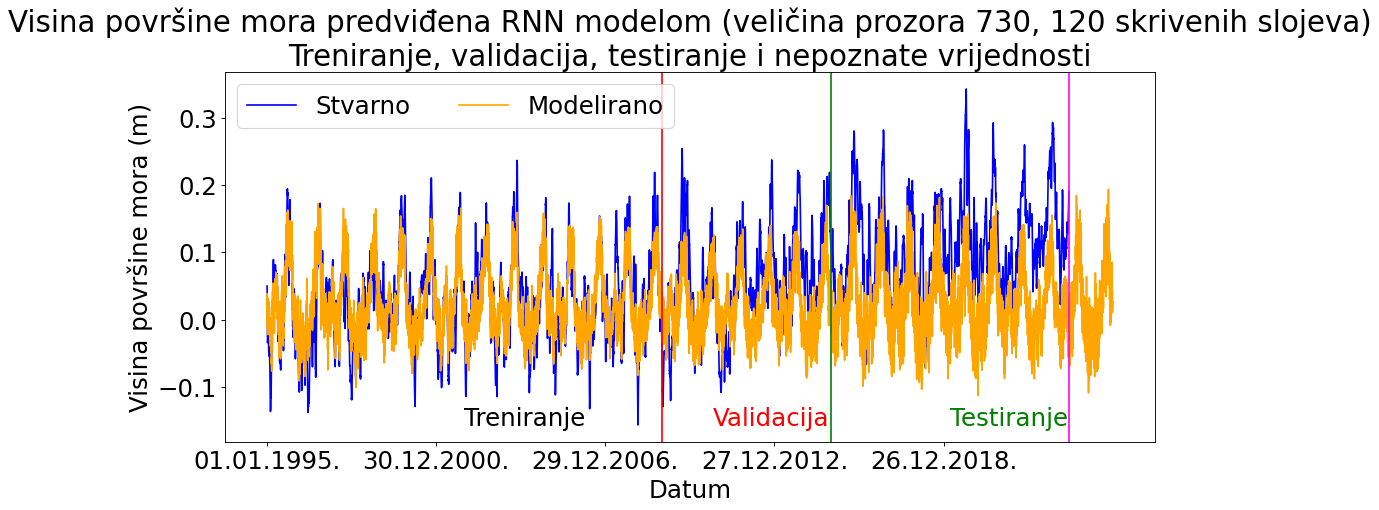 Visina površine mora predviđena RNN modelom (veličina prozora 730, 120 skrivenih slojeva)
Treniranje, validacija, testiranje i nepoznate vrijednosti
Stvarno Modelirano
Visina površine mora (m)
0.3
0.2
0.1
0.0
−0.1
Treniranje Validacija Testiranje
01.01.1995. 30.12.2000. 29.12.2006. 27.12.2012. 26.12.2018.
Datum